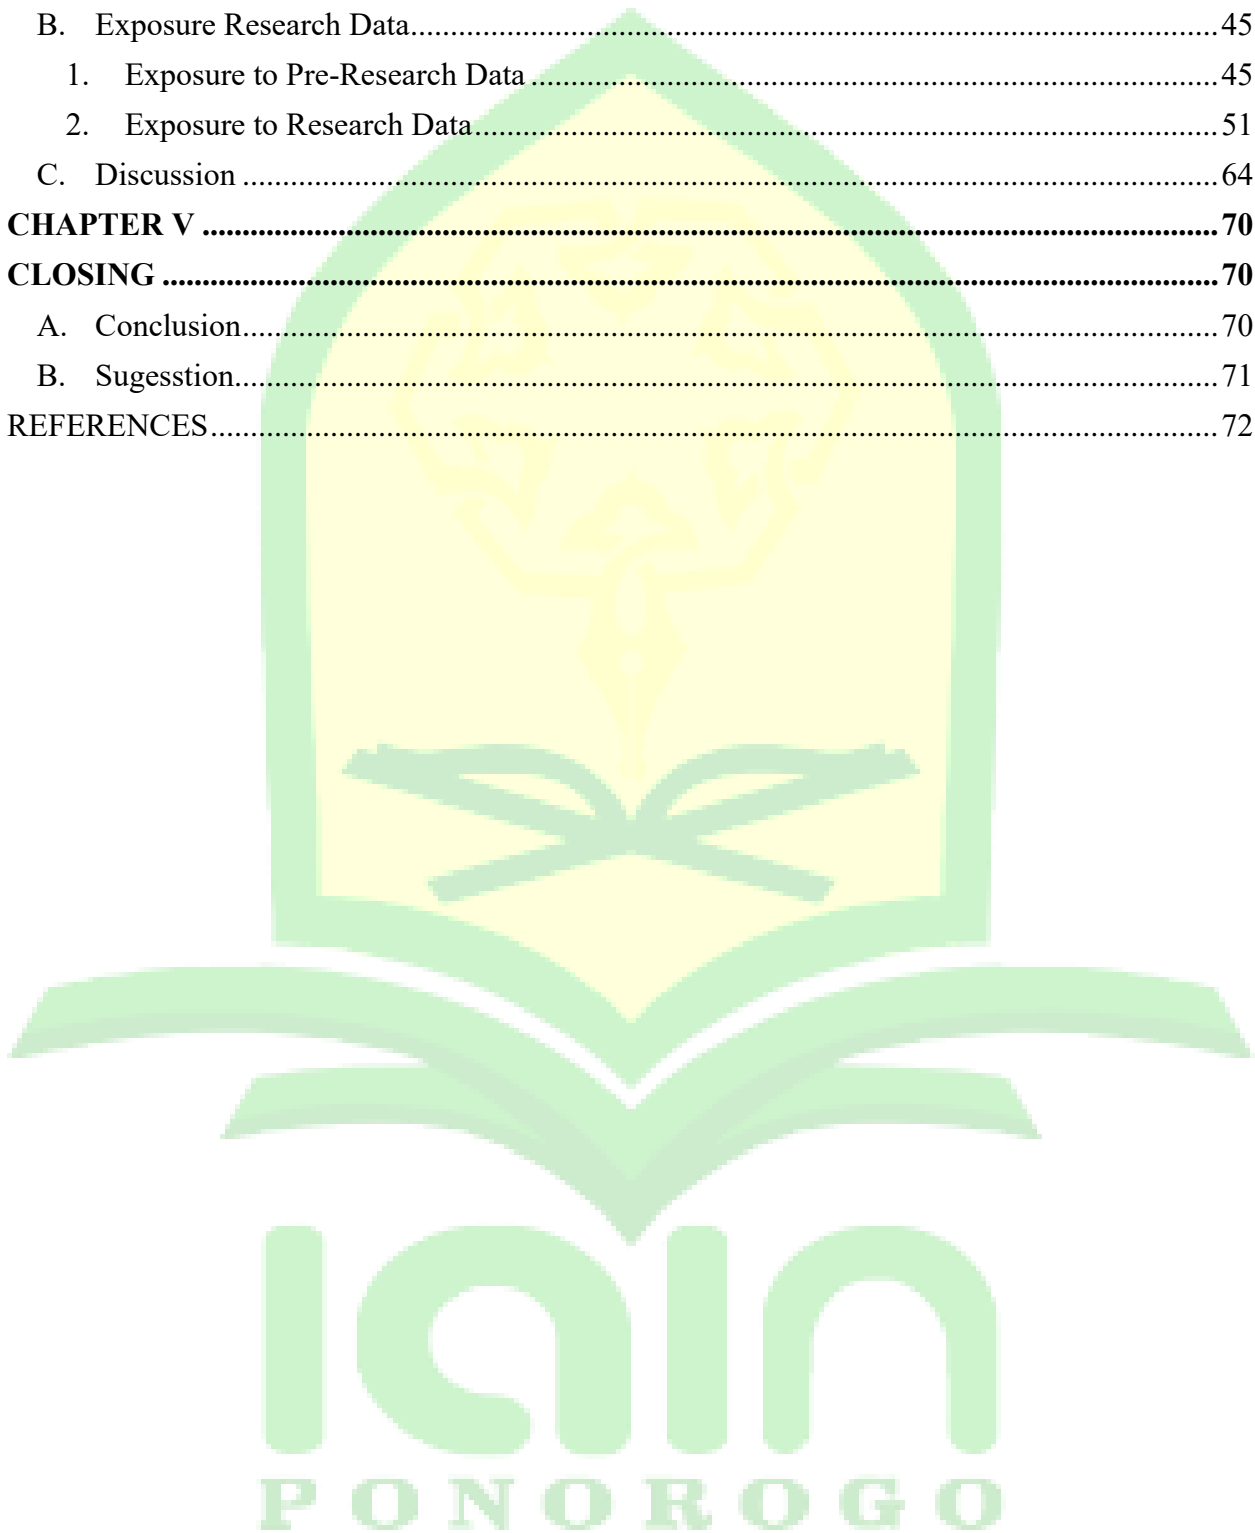 B. Exposure Research Data.......................................................................................................45
1. Exposure to Pre-Research Data.........................................................................................45
2. Exposure to Research Data................................................................................................51
C. Discussion............................................................................................................................64
CHAPTER V...............................................................................................................................70
CLOSING....................................................................................................................................70
A. Conclusion...........................................................................................................................70
B. Sugesstion............................................................................................................................71
REFERENCES.............................................................................................................................72
iain
PONOROGO